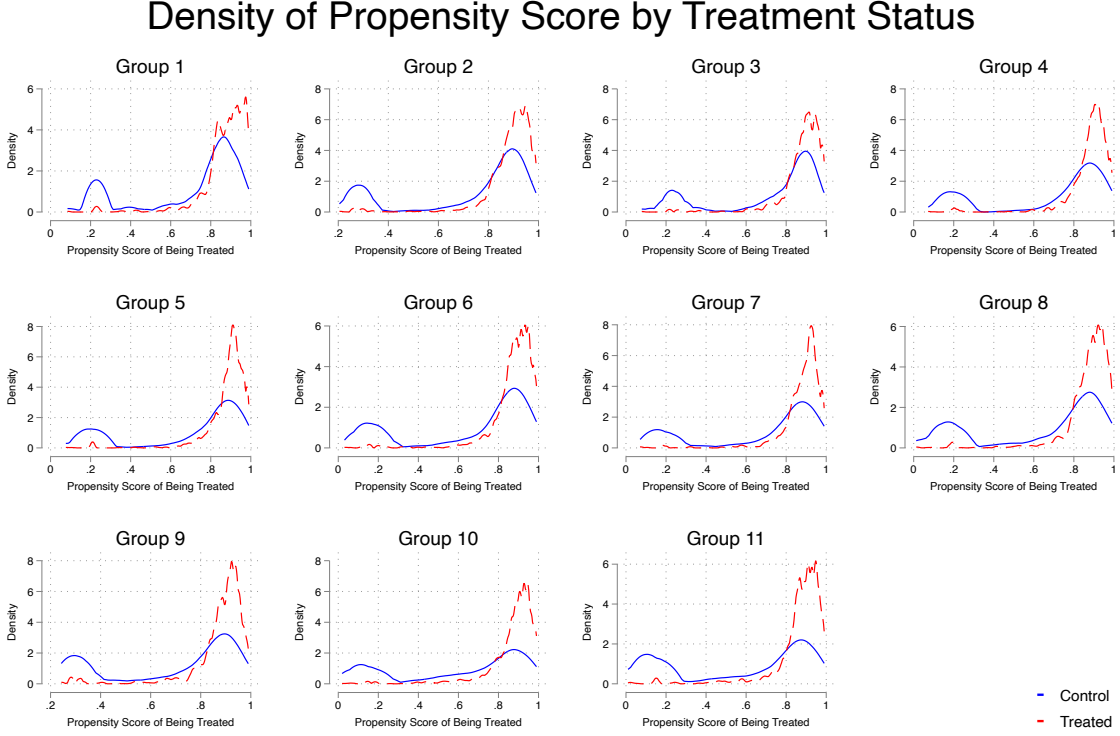 Density of Propensity Score by Treatment Status
Group 1
Density
6
4
2
0
0 .2 .4 .6 .8 1
Propensity Score of Being Treated
Group 2
Density
8
6
4
2
0
.2 .4 .6 .8 1
Propensity Score of Being Treated
Group 3
Density
8
6
4
2
0
0 .2 .4 .6 .8 1
Propensity Score of Being Treated
Group 4
Density
8
6
4
2
0
0 .2 .4 .6 .8 1
Propensity Score of Being Treated
Group 5
Density
8
6
4
2
0
0 .2 .4 .6 .8 1
Propensity Score of Being Treated
Group 6
Density
6
4
2
0
0 .2 .4 .6 .8 1
Propensity Score of Being Treated
Group 7
Density
8
6
4
2
0
0 .2 .4 .6 .8 1
Propensity Score of Being Treated
Group 8
Density
6
4
2
0
0 .2 .4 .6 .8 1
Propensity Score of Being Treated
Group 9
Density
8
6
4
2
0
.2 .4 .6 .8 1
Propensity Score of Being Treated
Group 10
Density
8
6
4
2
0
0 .2 .4 .6 .8 1
Propensity Score of Being Treated
Group 11
Density
6
4
2
0
0 .2 .4 .6 .8 1
Propensity Score of Being Treated
Control
Treated